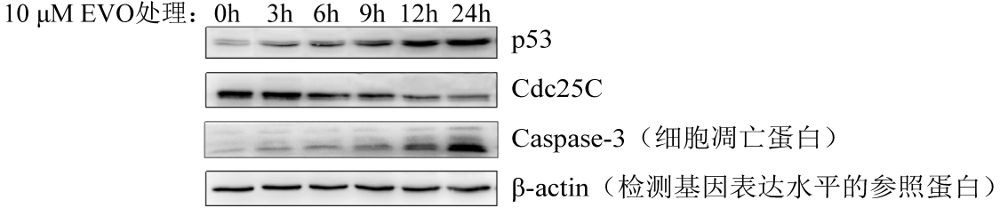 10 μM EVO处理：0h 3h 6h 9h 12h 24h
p53
Cdc25C
Caspase-3（细胞凋亡蛋白）
β-actin（检测基因表达水平的参照蛋白）